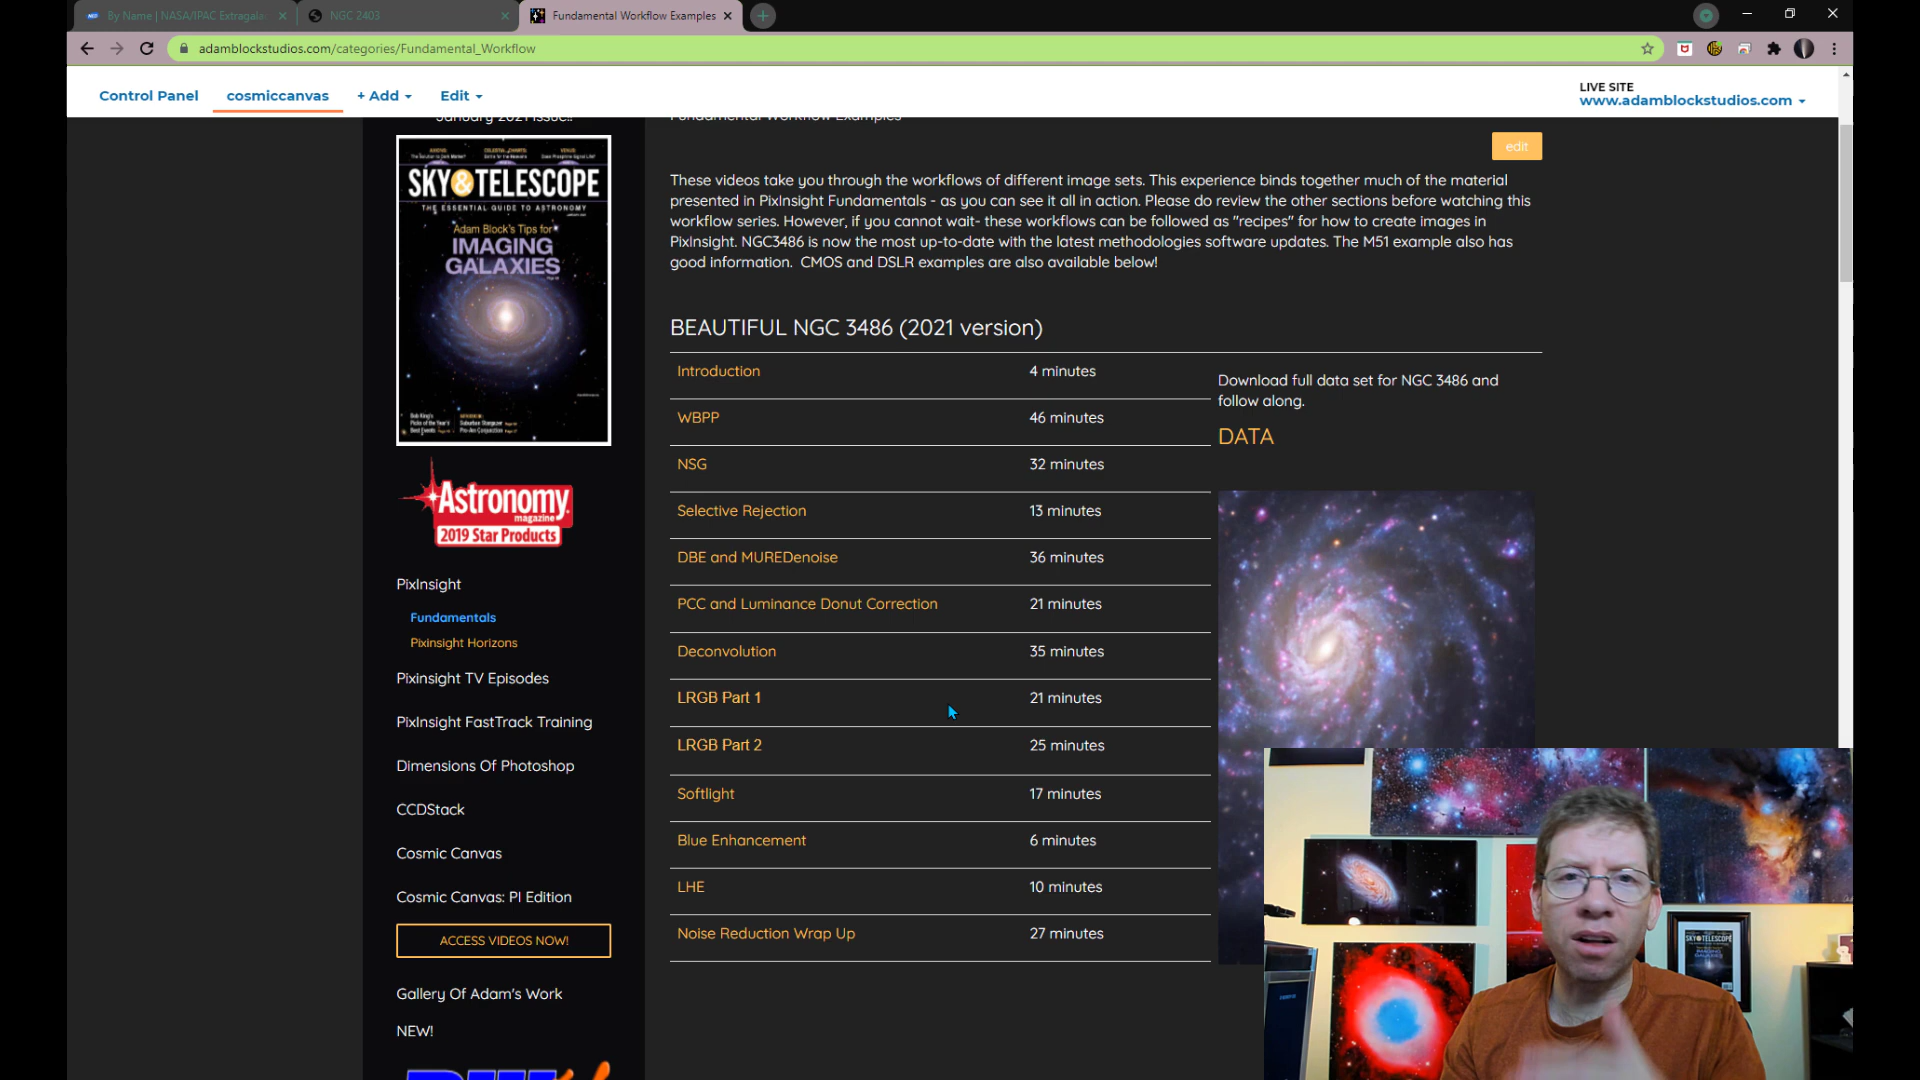 By Name | NASA/IPAC Extragala
NGC 2403
Fundamental Workflow Examples
adamblockstudios.com/categories/Fundamental_Workflow
Control Panel
cosmiccanvas
+ Add
Edit
LIVE SITE
www.adamblockstudios.com
January 2021 Issue!!
Fundamental Workflow Examples
edit
SKY & TELESCOPE
THE ESSENTIAL GUIDE TO ASTRONOMY
Adam Block's Tips for
IMAGING
GALAXIES
These videos take you through the workflows of different image sets. This experience binds together much of the material
presented in PixInsight Fundamentals - as you can see it all in action. Please do review the other sections before watching this
workflow series. However, if you cannot wait- these workflows can be followed as "recipes" for how to create images in
PixInsight. NGC3486 is now the most up-to-date with the latest methodologies software updates. The M51 example also has
good information. CMOS and DSLR examples are also available below!
BEAUTIFUL NGC 3486 (2021 version)
Introduction 4 minutes
WBPP 46 minutes
NSG 32 minutes
Selective Rejection 13 minutes
DBE and MUREDenoise 36 minutes
PCC and Luminance Donut Correction 21 minutes
Deconvolution 35 minutes
LRGB Part 1 21 minutes
LRGB Part 2 25 minutes
Softlight 17 minutes
Blue Enhancement 6 minutes
LHE 10 minutes
Noise Reduction Wrap Up 27 minutes
Download full data set for NGC 3486 and
follow along.
DATA
Astronomy
magazine
2019 Star Products
PixInsight
Fundamentals
Pixinsight Horizons
Pixinsight TV Episodes
PixInsight FastTrack Training
Dimensions Of Photoshop
CCDStack
Cosmic Canvas
Cosmic Canvas: PI Edition
ACCESS VIDEOS NOW!
Gallery Of Adam's Work
NEW!
SKY & TELESCOPE
IMAGING
GALAXIES